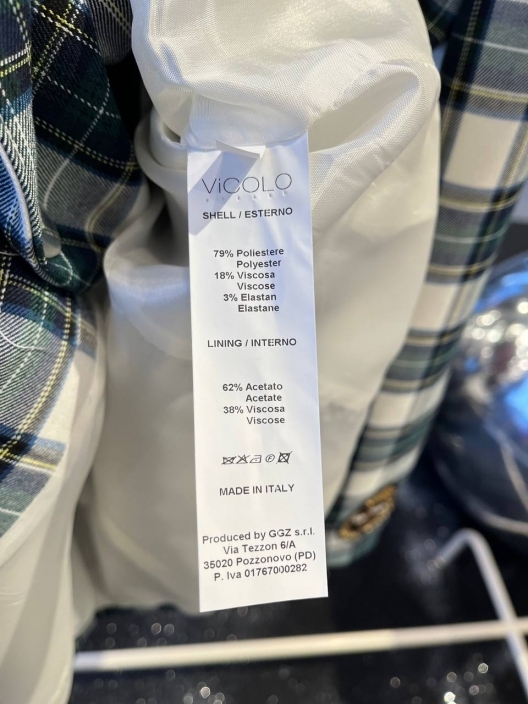 ViCOLO
SHELL / ESTERNO
79% Poliestere
Polyester
18% Viscosa
Viscose
3% Elastan
Elastane
LINING / INTERNO
62% Acetato
Acetate
38% Viscosa
Viscose
MADE IN ITALY
Produced by GGZ s.r.l.
Via Tezzon 6/A
35020 Pozzonovo (PD)
P. Iva 01767000282